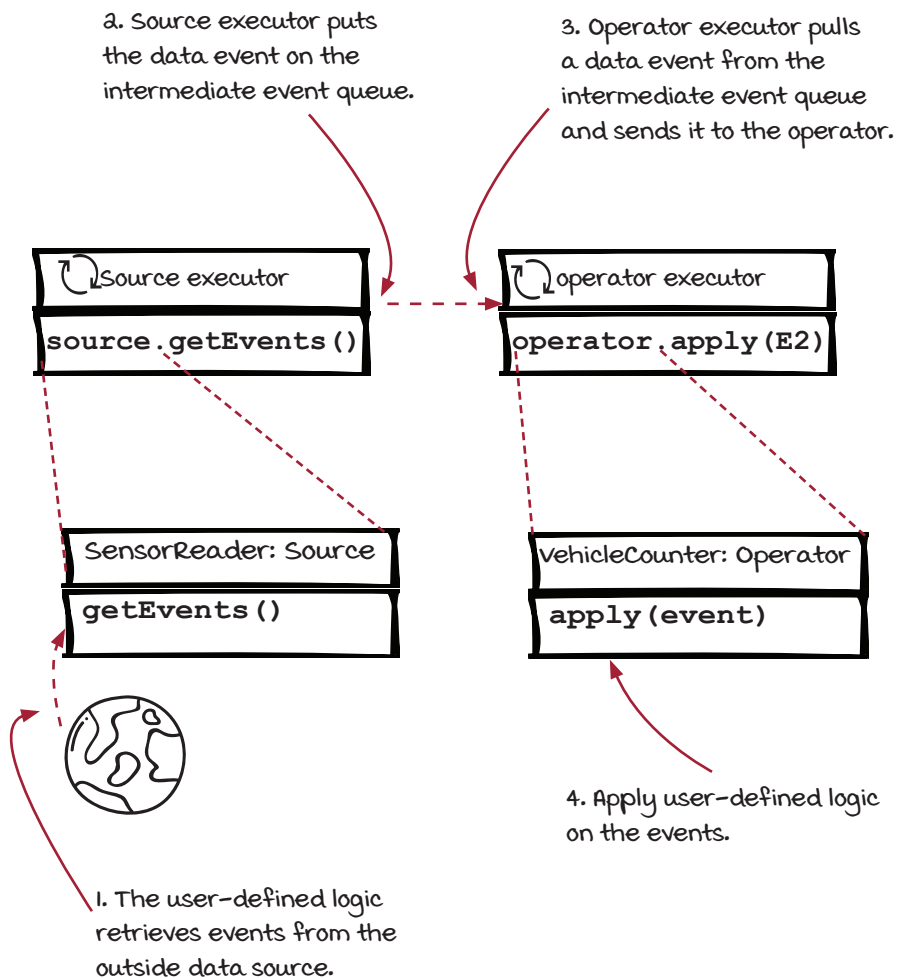 2. Source executor puts
the data event on the
intermediate event queue.
3. Operator executor pulls
a data event from the
intermediate event queue
and sends it to the operator.
Source executor
source.getEvents()
operator executor
operator.apply(E2)
SensorReader: Source
getEvents()
VehicleCounter: Operator
apply(event)
4. Apply user-defined logic
on the events.
1. The user-defined logic
retrieves events from the
outside data source.